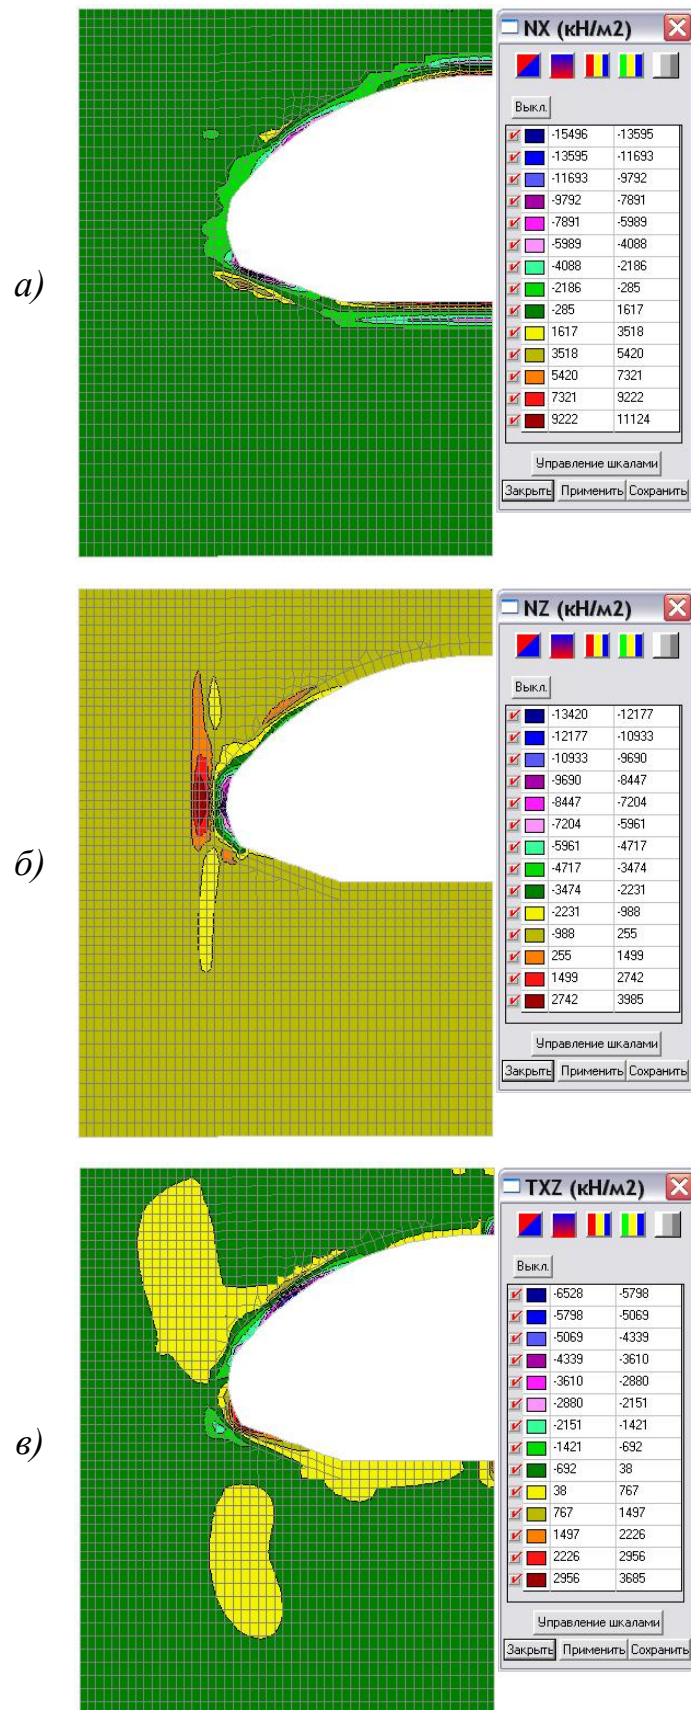 а)
NX (кН/м2)
Выкл.
-15496 -13595
-13595 -11693
-11693 -9792
-9792 -7891
-7891 -5989
-5989 -4088
-4088 -2186
-2186 -285
-285 1617
1617 3518
3518 5420
5420 7321
7321 9222
9222 11124
Управление шкалами
Закрыть Применить Сохранить
б)
NZ (кН/м2)
Выкл.
-13420 -12177
-12177 -10933
-10933 -9690
-9690 -8447
-8447 -7204
-7204 -5961
-5961 -4717
-4717 -3474
-3474 -2231
-2231 -988
-988 255
255 1499
1499 2742
2742 3985
Управление шкалами
Закрыть Применить Сохранить
в)
TXZ (кН/м2)
Выкл.
-6528 -5798
-5798 -5069
-5069 -4339
-4339 -3610
-3610 -2880
-2880 -2151
-2151 -1421
-1421 -692
-692 38
38 767
767 1497
1497 2226
2226 2956
2956 3685
Управление шкалами
Закрыть Применить Сохранить